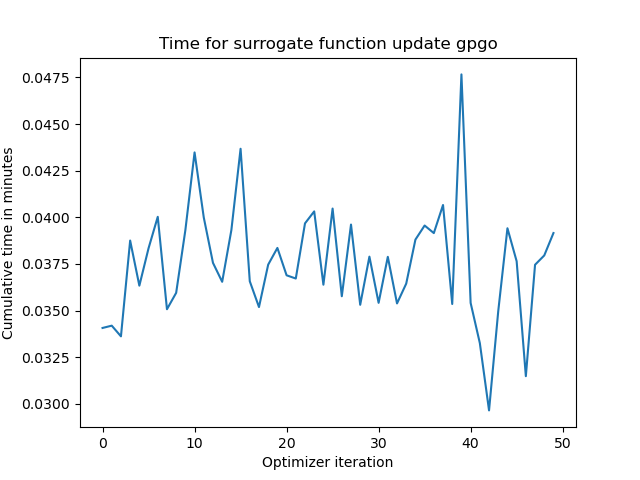 Time for surrogate function update gpgo
Cumulative time in minutes
0.0475
0.0450
0.0425
0.0400
0.0375
0.0350
0.0325
0.0300
0 10 20 30 40 50
Optimizer iteration